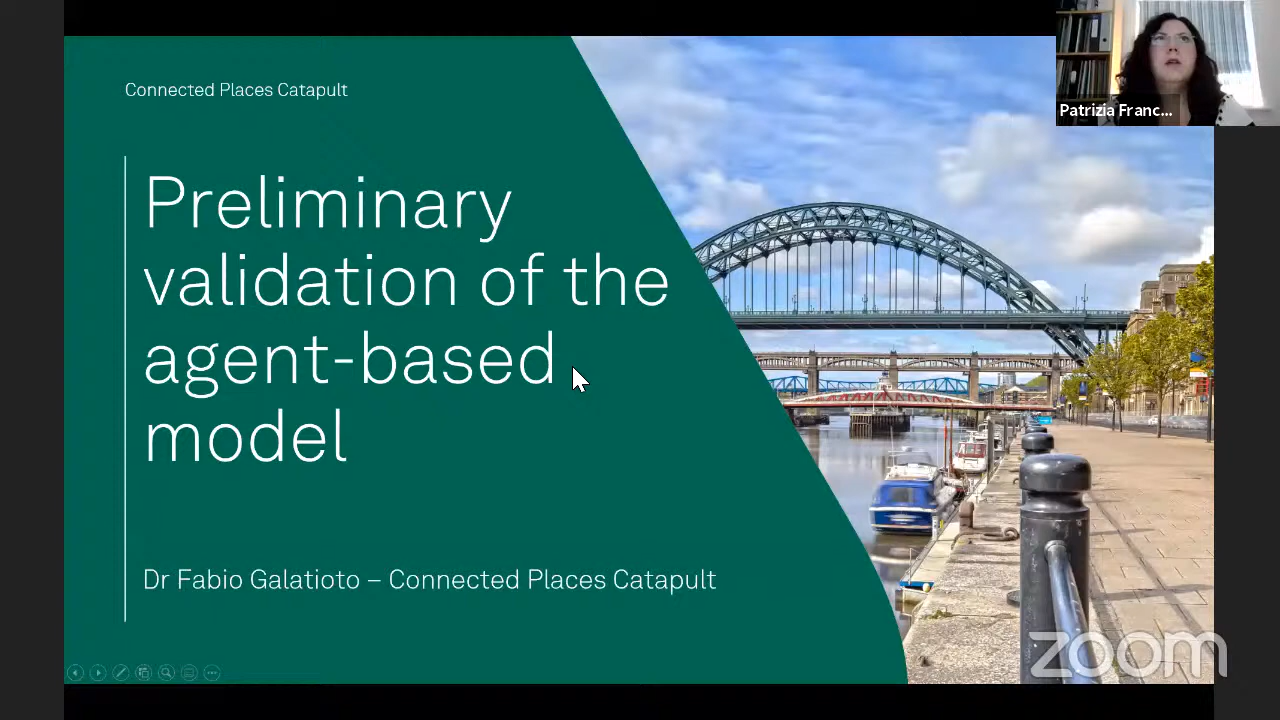 Connected Places Catapult
Patrizia Franc...
Preliminary
validation of the
agent-based
model
Dr Fabio Galatioto – Connected Places Catapult
zoom